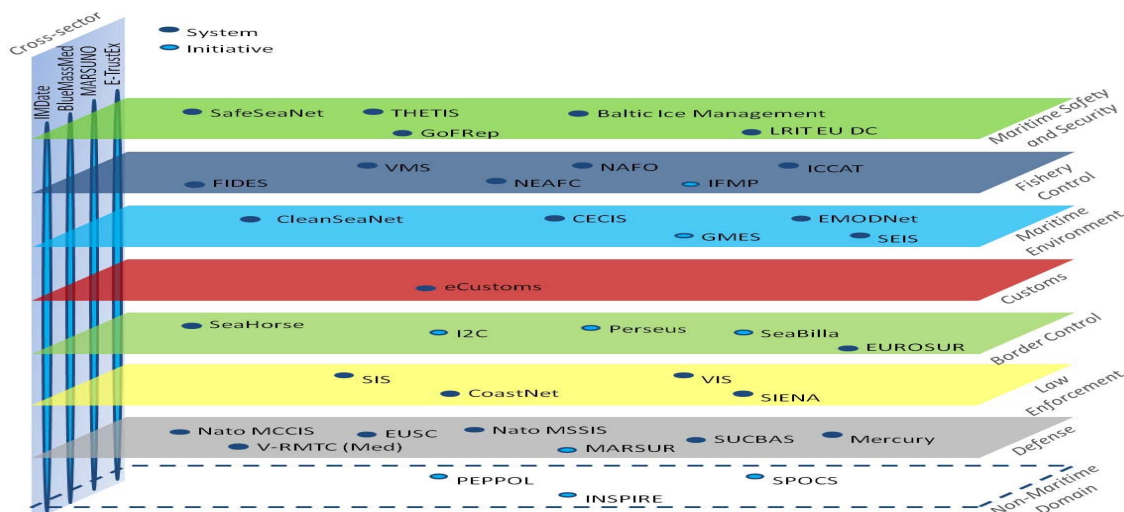 Cross-sector
System
Initiative
IMDate
BlueMassMed
MARSUNO
E-TrustEx
SafeSeaNet
THETIS
Baltic Ice Management
GoFRep
LRIT EU DC
Maritime Safety
and Security
VMS
NAFO
ICCAT
FIDES
NEAFC
IFMP
Fishery
Control
CleanSeaNet
CECIS
EMODNet
GMES
SEIS
Maritime
Environment
eCustoms
Customs
SeaHorse
I2C
Perseus
SeaBilla
EUROSUR
Border Control
SIS
VIS
CoastNet
SIENA
Law
Enforcement
Nato MCCIS
EUSC
Nato MSSIS
SUCBAS
Mercury
V-RMTC (Med)
MARSUR
Defense
PEPPOL
SPOCS
INSPIRE
Non-Maritime
Domain